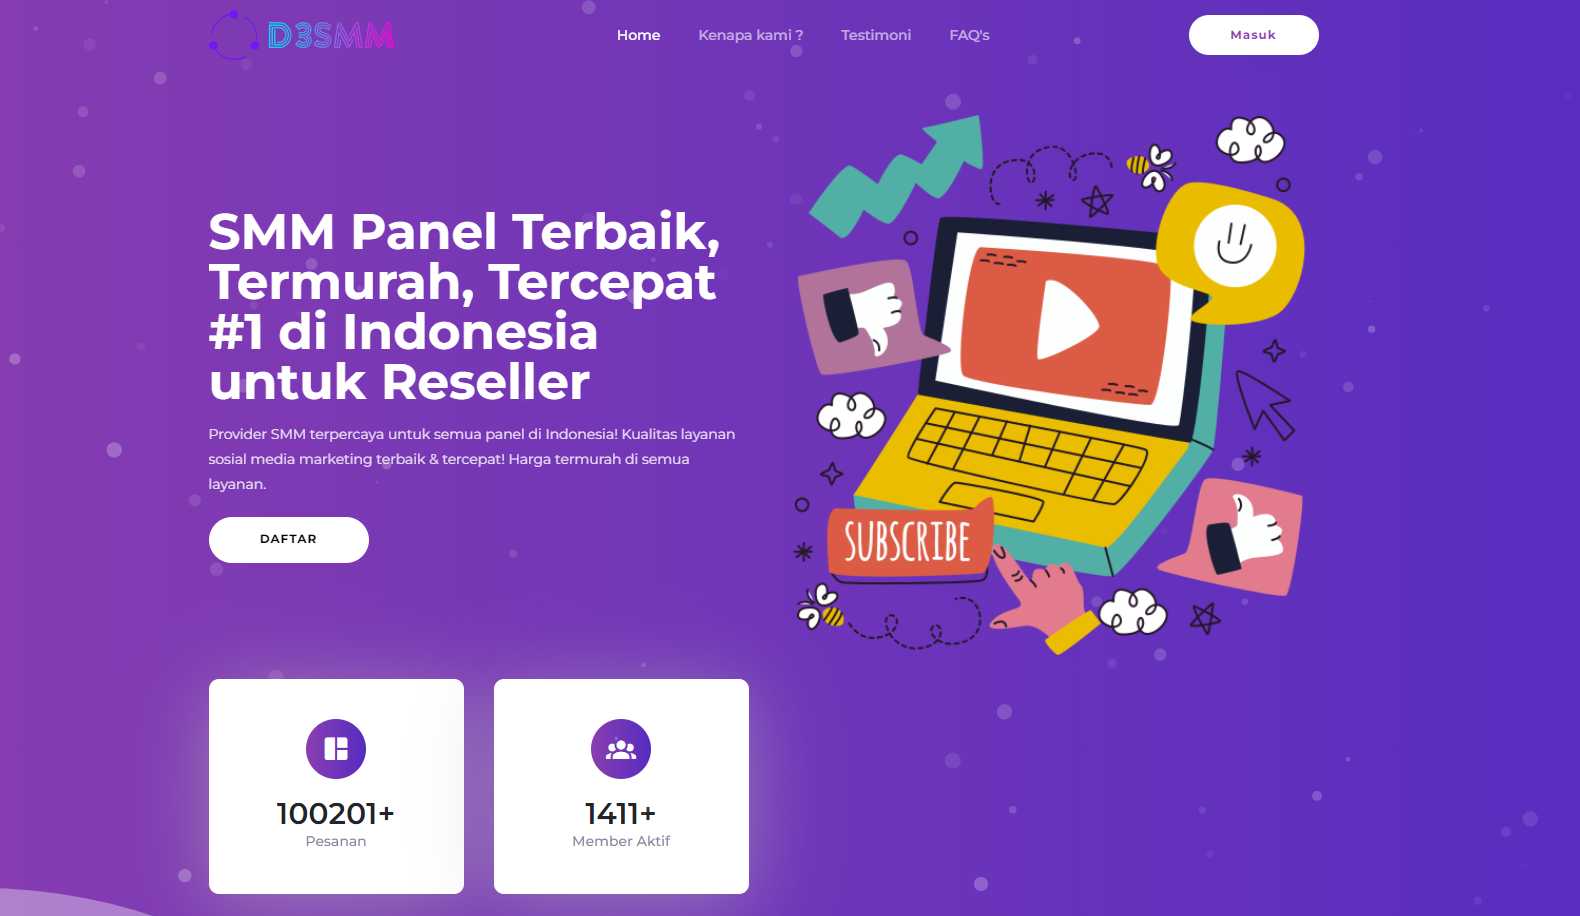 D3SMM
Home
Kenapa kami ?
Testimoni
FAQ's
Masuk
SMM Panel Terbaik,
Termurah, Tercepat
#1 di Indonesia
untuk Reseller
Provider SMM terpercaya untuk semua panel di Indonesia! Kualitas layanan
sosial media marketing terbaik & tercepat! Harga termurah di semua
layanan.
DAFTAR
SUBSCRIBE
100201+
Pesanan
1411+
Member Aktif